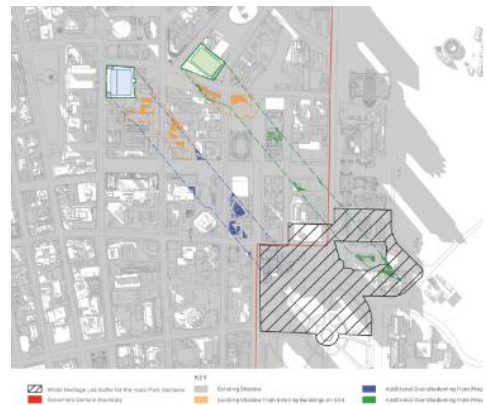 KEY
World Heritage List Buffer for the Hyde Park Barracks
Existing Shadow
Additional Overshadowing from Prop
Governors Domain Boundary
Existing Shadow from Existing Buildings on Site
Additional Overshadowing from Prop